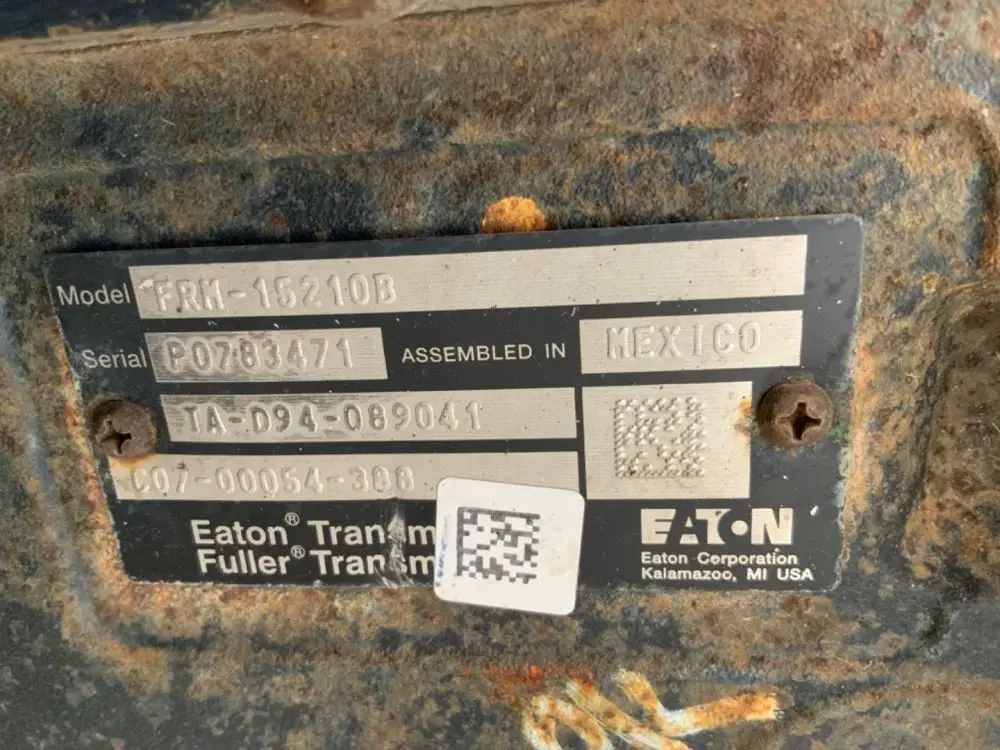 Model FRM-15210B
Serial P0783471 ASSEMBLED IN MEXICO
TA-D94-089041
C07-00054-388
Eaton® Transm
Fuller® Transm
EATON
Eaton Corporation
Kalamazoo, MI USA